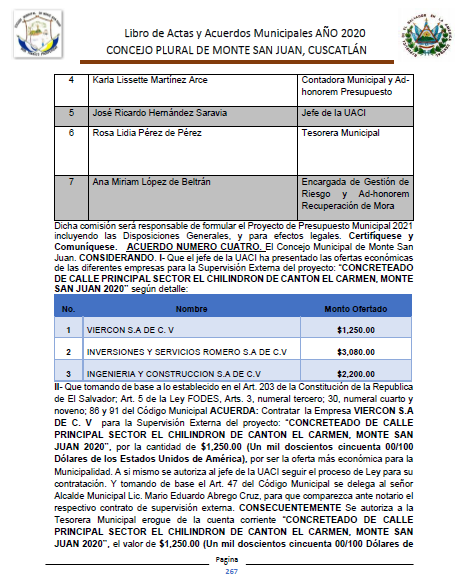 Libro de Actas y Acuerdos Municipales AÑO 2020
CONCEJO PLURAL DE MONTE SAN JUAN, CUSCATLÁN
4 Karla Lissette Martínez Arce Contadora Municipal y Ad-
honorem Presupuesto
5 José Ricardo Hernández Saravia Jefe de la UACI
6 Rosa Lidia Pérez de Pérez Tesorera Municipal
7 Ana Miriam López de Beltrán Encargada de Gestión de
Riesgo y Ad-honorem
Recuperación de Mora
Dicha comisión será responsable de formular el Proyecto de Presupuesto Municipal 2021
incluyendo las Disposiciones Generales, y para efectos legales. Certifíquese y
Comuníquese. ACUERDO NUMERO CUATRO. El Concejo Municipal de Monte San
Juan. CONSIDERANDO. I- Que el jefe de la UACI ha presentado las ofertas económicas
de las diferentes empresas para la Supervisión Externa del proyecto: “CONCRETEADO
DE CALLE PRINCIPAL SECTOR EL CHILINDRON DE CANTON EL CARMEN, MONTE
SAN JUAN 2020” según detalle:
No. Nombre Monto Ofertado
1 VIERCON S.A DE C. V $1,250.00
2 INVERSIONES Y SERVICIOS ROMERO S.A DE C.V $3,080.00
3 INGENIERIA Y CONSTRUCCION S.A DE C.V $2,200.00
II- Que tomando de base a lo establecido en el Art. 203 de la Constitución de la Republica
de El Salvador; Art. 5 de la Ley FODES, Arts. 3, numeral tercero; 30, numeral cuarto y
noveno; 86 y 91 del Código Municipal ACUERDA: Contratar la Empresa VIERCON S.A
DE C. V para la Supervisión Externa del proyecto: “CONCRETEADO DE CALLE
PRINCIPAL SECTOR EL CHILINDRON DE CANTON EL CARMEN, MONTE SAN
JUAN 2020”, por la cantidad de $1,250.00 (Un mil doscientos cincuenta 00/100
Dólares de los Estados Unidos de América), por ser la oferta más económica para la
Municipalidad. A si mismo se autoriza al jefe de la UACI seguir el proceso de Ley para su
contratación. Y tomando de base el Art. 47 del Código Municipal se delega al señor
Alcalde Municipal Lic. Mario Eduardo Abrego Cruz, para que comparezca ante notario el
respectivo contrato de supervisión externa. CONSECUENTEMENTE Se autoriza a la
Tesorera Municipal erogue de la cuenta corriente “CONCRETEADO DE CALLE
PRINCIPAL SECTOR EL CHILINDRON DE CANTON EL CARMEN, MONTE SAN
JUAN 2020”, el valor de $1,250.00 (Un mil doscientos cincuenta 00/100 Dólares de
Pagina
267